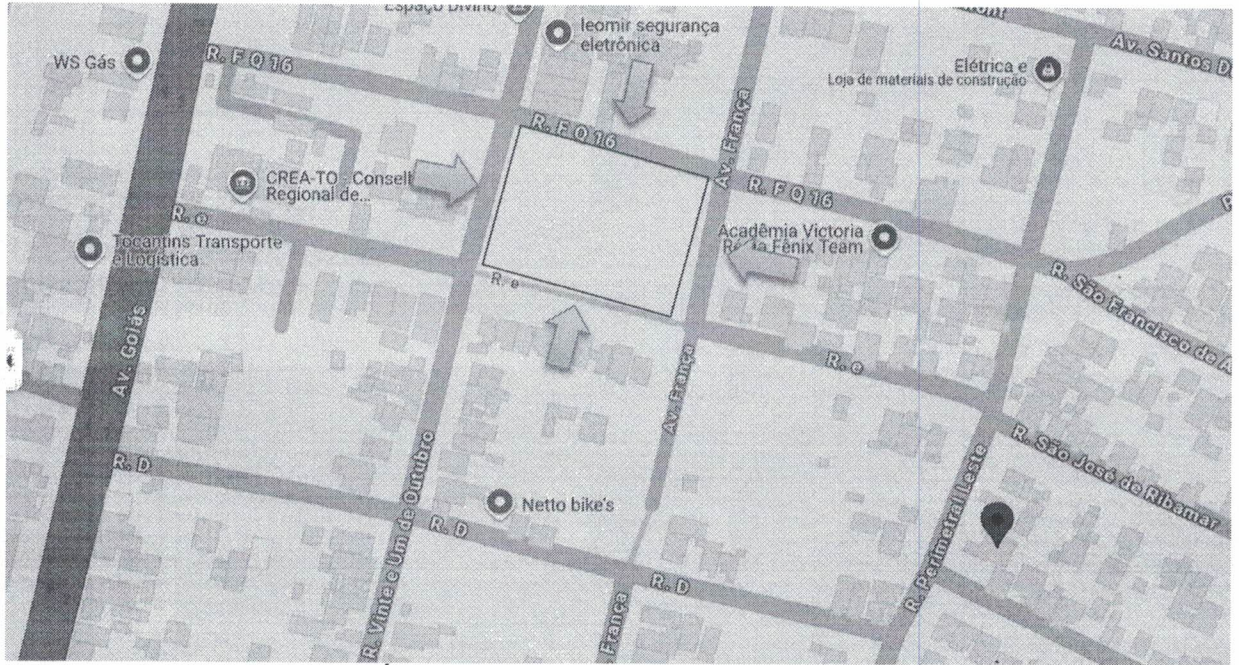 Espaço Divino
leomir segurança
eletrônica
Av. Santos D
WS Gás
R. F Q 16
Elétrica e
Loja de materiais de construção
R. F Q 16
Av. França
CREA-TO - Consel
Regional de...
R. F Q 16
R. e
Tocantins Transporte
e Logística
Acadêmia Victoria
Fênix Team
R. e
R. São Francisco de A
Av. Goiás
R. e
Av. França
R. D
R. Vinte e Um de Outubro
R. São José de Ribamar
R. Perimetral Leste
Netto bike's
R. D
R. D
França